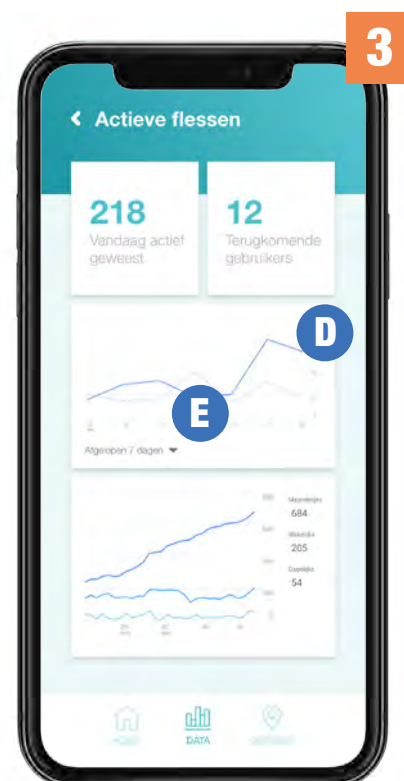 3
Actieve flessen
218
Vandaag actief
geweest
12
Terugkomende
gebruikers
D
E
Afgelopen 7 dagen
Maandelijks
684
Wekelijks
205
Dagelijks
54
HOME
DATA